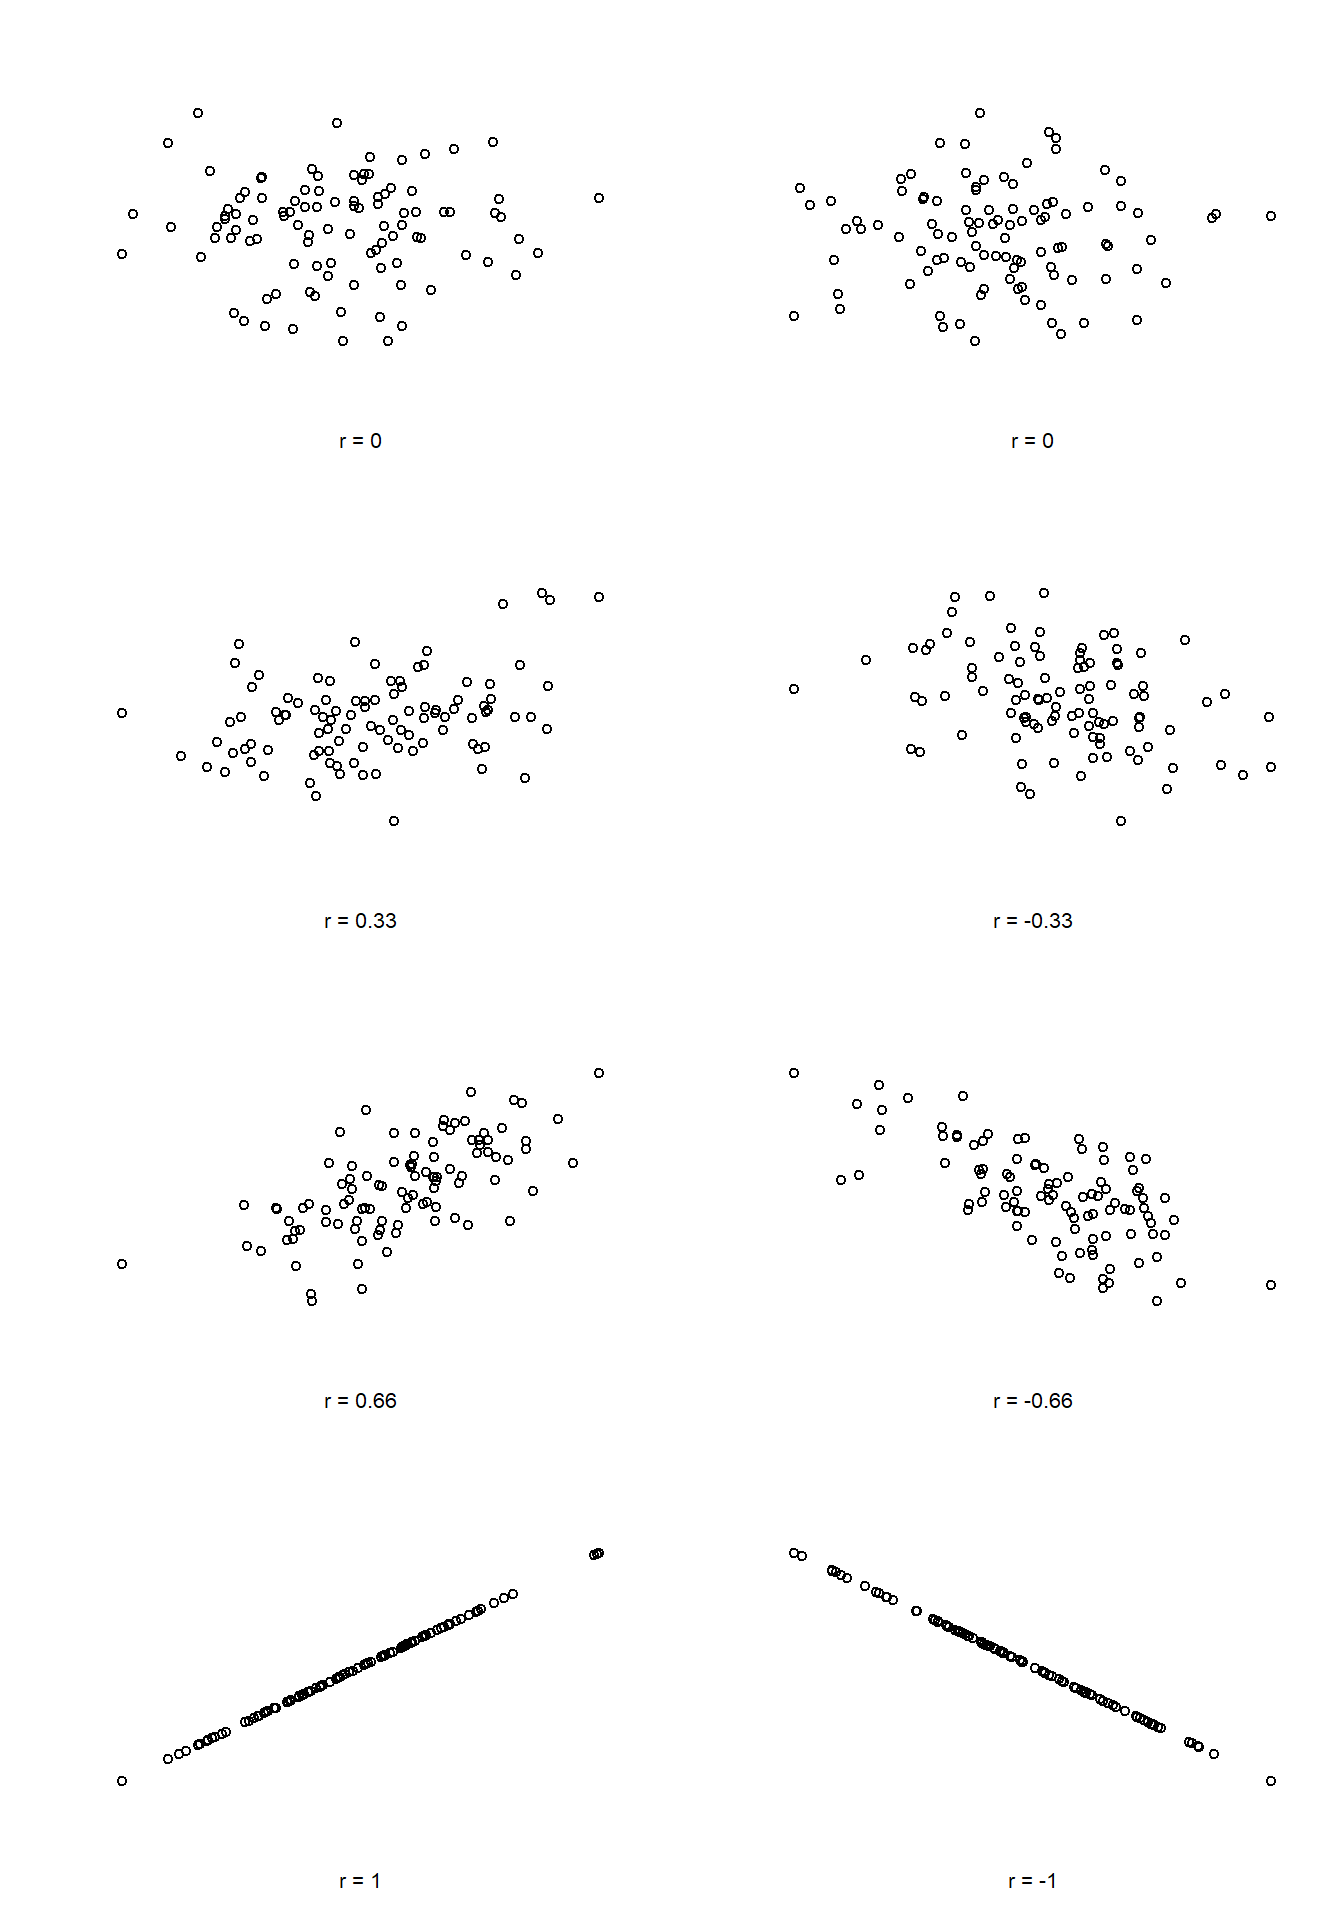 r = 0
r = 0
r = 0.33
r = -0.33
r = 0.66
r = -0.66
r = 1
r = -1